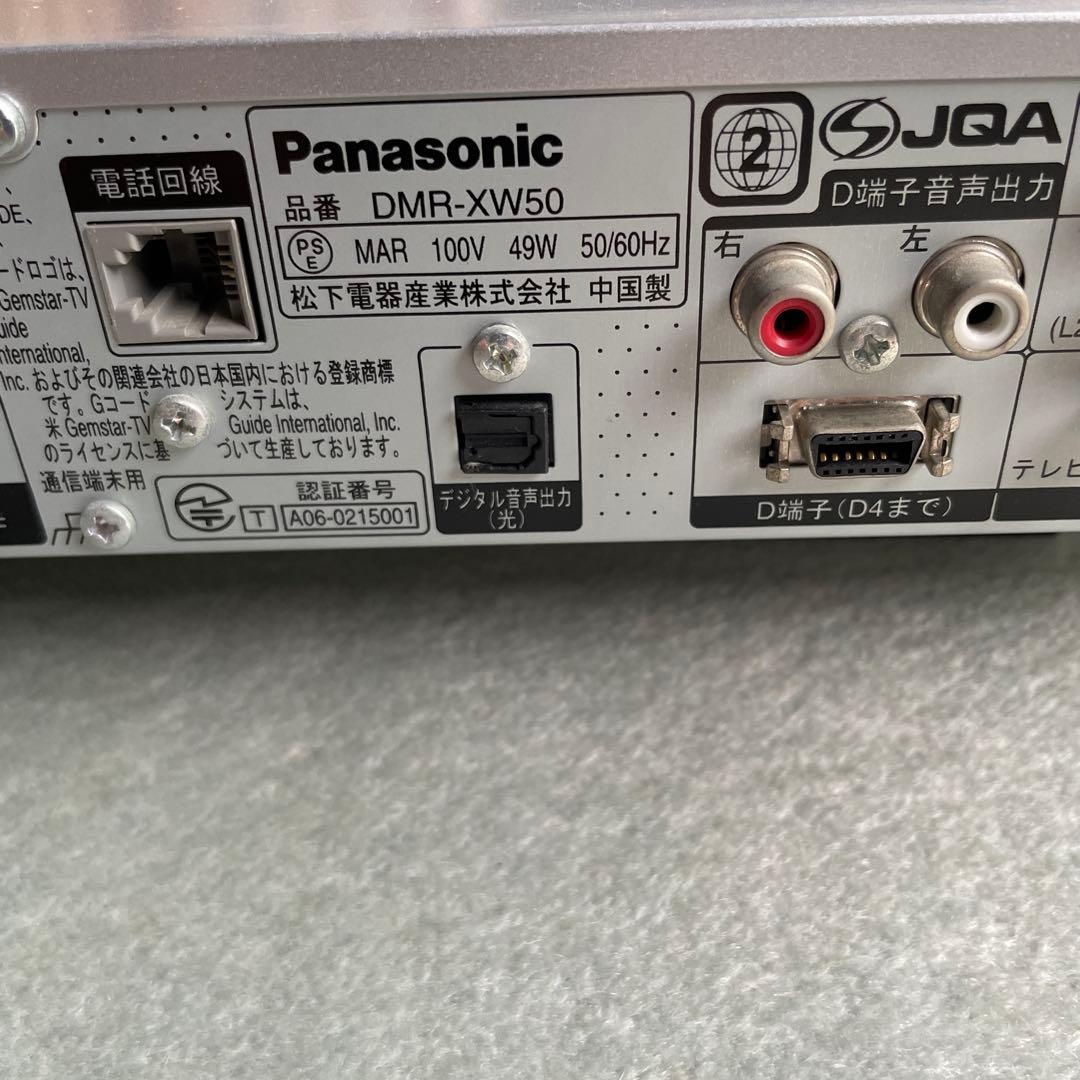 Panasonic
品番 DMR-XW50
PSE MAR 100V 49W 50/60Hz
松下電器産業株式会社 中国製
電話回線
DE、
ードロゴは、
Gemstar-TV
uide
nternational,
Inc. およびその関連会社の日本国内における登録商標
です。Gコード システムは、
米 Gemstar-TV Guide International, Inc.
のライセンスに基 づいて生産しております。
通信端末用
認証番号
T A06-0215001
デジタル音声出力
(光)
2
JQA
D端子音声出力
右 左
D端子(D4まで)
(L2
テレビ